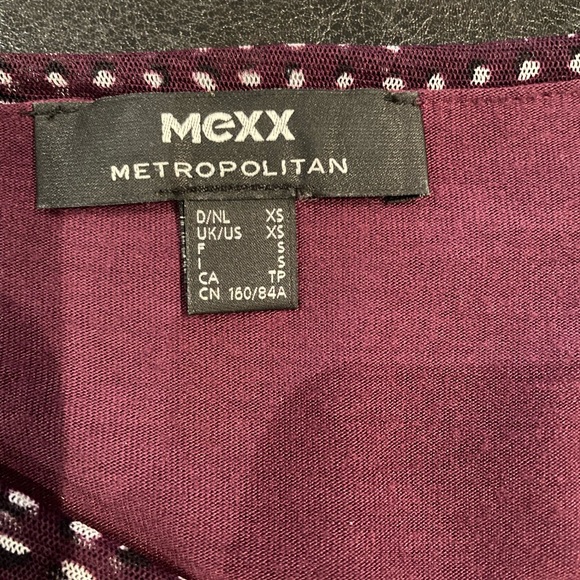 mexx
METROPOLITAN
D/NL XS
UK/US XS
F S
I S
CA TP
CN 160/84A